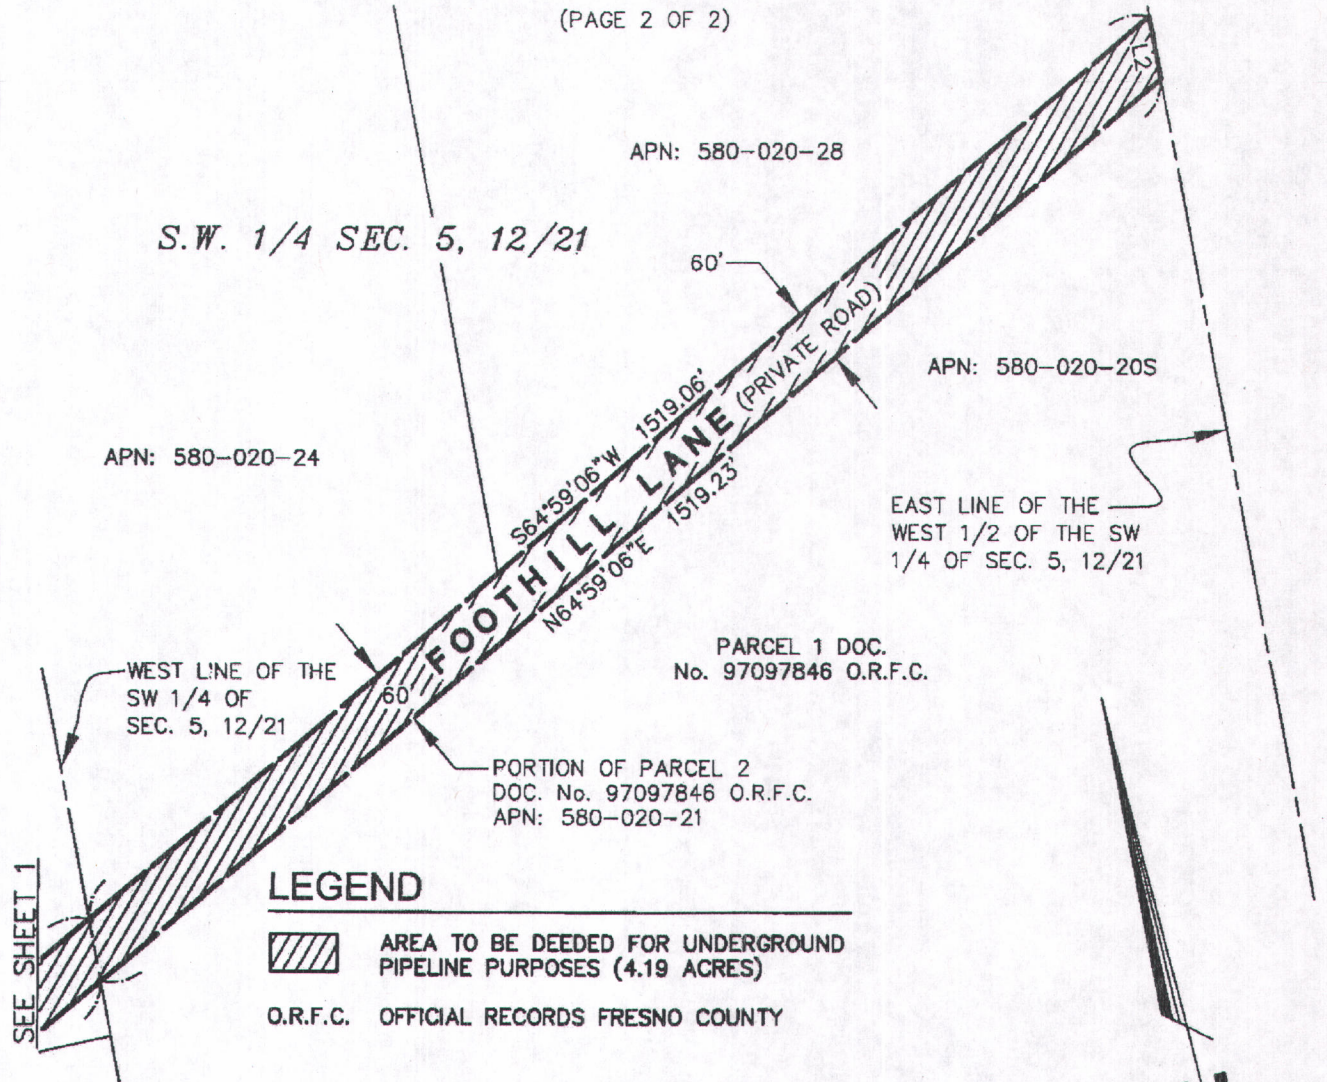 (PAGE 2 OF 2)
L2
APN: 580-020-28
S.W. 1/4 SEC. 5, 12/21
60'
APN: 580-020-20S
APN: 580-020-24
S64°59'06"W 1519.06'
FOOTHILL LANE (PRIVATE ROAD)
N64°59'06"E 1519.23'
EAST LINE OF THE
WEST 1/2 OF THE SW
1/4 OF SEC. 5, 12/21
PARCEL 1 DOC.
No. 97097846 O.R.F.C.
WEST LINE OF THE
SW 1/4 OF
SEC. 5, 12/21
60'
PORTION OF PARCEL 2
DOC. No. 97097846 O.R.F.C.
APN: 580-020-21
SEE SHEET 1
LEGEND
AREA TO BE DEEDED FOR UNDERGROUND
PIPELINE PURPOSES (4.19 ACRES)
O.R.F.C. OFFICIAL RECORDS FRESNO COUNTY